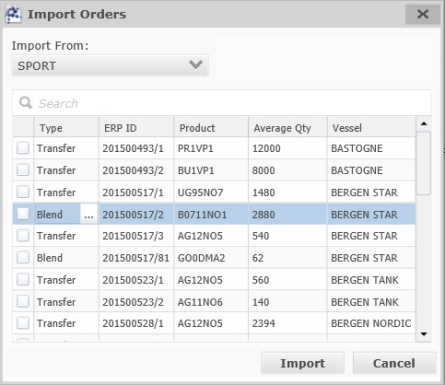 Import Orders
Import From:
SPORT
Search
Type ERP ID Product Average Qty Vessel
Transfer 201500493/1 PR1VP1 12000 BASTOGNE
Transfer 201500493/2 BU1VP1 8000 BASTOGNE
Transfer 201500517/1 UG95NO7 1480 BERGEN STAR
Blend ... 201500517/2 B0711NO1 2880 BERGEN STAR
Transfer 201500517/3 AG12NO5 540 BERGEN STAR
Blend 201500517/81 GO0DMA2 62 BERGEN STAR
Transfer 201500523/1 AG12NO5 560 BERGEN TANK
Transfer 201500523/2 AG11NO6 140 BERGEN TANK
Transfer 201500528/1 AG12NO5 2394 BERGEN NORDIC
Import Cancel